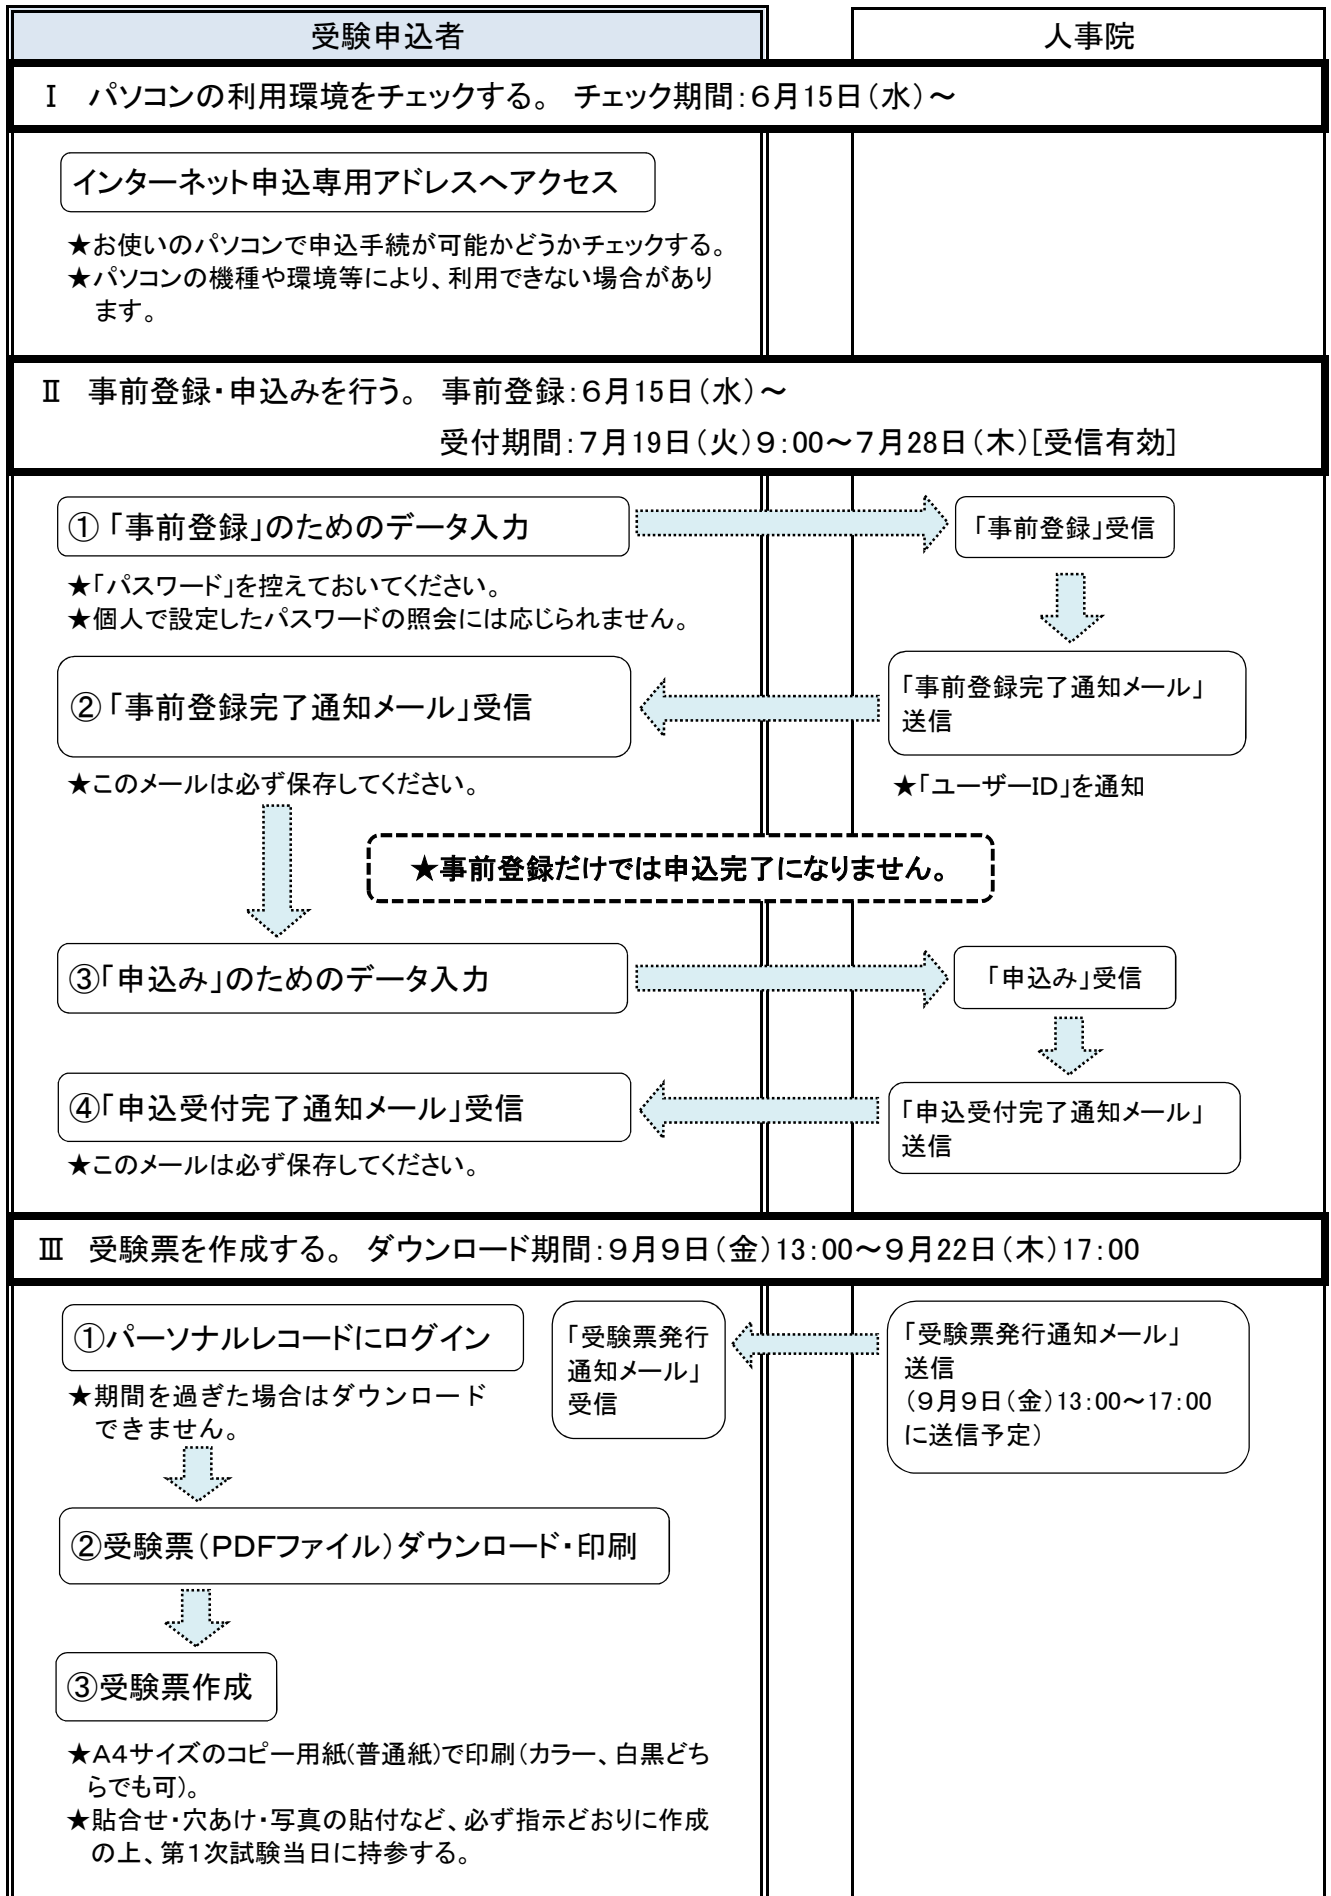 受験申込者
人事院
Ⅰ　パソコンの利用環境をチェックする。　チェック期間：６月15日（水）～
インターネット申込専用アドレスへアクセス
★お使いのパソコンで申込手続が可能かどうかチェックする。
★パソコンの機種や環境等により、利用できない場合があり
ます。
Ⅱ　事前登録・申込みを行う。　事前登録：６月15日（水）～
受付期間：７月19日（火）９：00～７月28日（木）[受信有効]
①「事前登録」のためのデータ入力
「事前登録」受信
★「パスワード」を控えておいてください。
★個人で設定したパスワードの照会には応じられません。
②「事前登録完了通知メール」受信
「事前登録完了通知メール」
送信
★このメールは必ず保存してください。
★「ユーザーID」を通知
★事前登録だけでは申込完了になりません。
③「申込み」のためのデータ入力
「申込み」受信
④「申込受付完了通知メール」受信
「申込受付完了通知メール」
送信
★このメールは必ず保存してください。
Ⅲ　受験票を作成する。　ダウンロード期間：９月９日（金）13：00～９月22日（木）17：00
①パーソナルレコードにログイン
★期間を過ぎた場合はダウンロード
できません。
「受験票発行
通知メール」
受信
「受験票発行通知メール」
送信
（９月９日（金）13：00～17：00
に送信予定）
②受験票（ＰＤＦファイル）ダウンロード・印刷
③受験票作成
★Ａ４サイズのコピー用紙(普通紙)で印刷（カラー、白黒どち
らでも可）。
★貼合せ・穴あけ・写真の貼付など、必ず指示どおりに作成
の上、第１次試験当日に持参する。